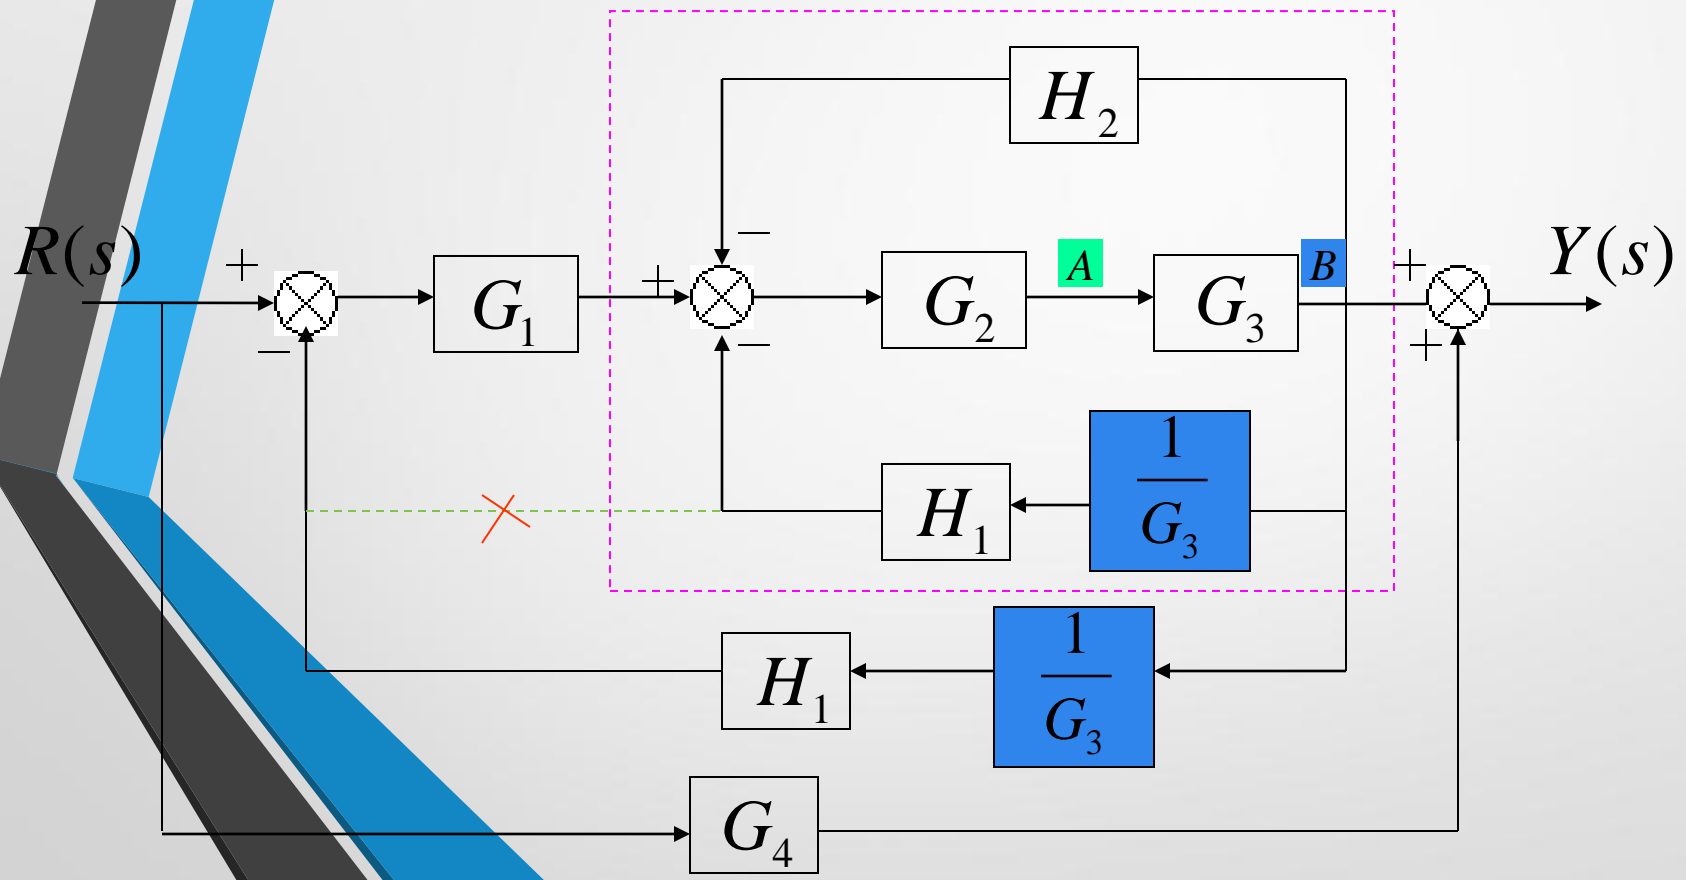 H₂
R(s)
+
−
A
B
+
Y(s)
+
G₁
G₂
G₃
−
−
+
1
G₃
H₁
1
G₃
H₁
G₄